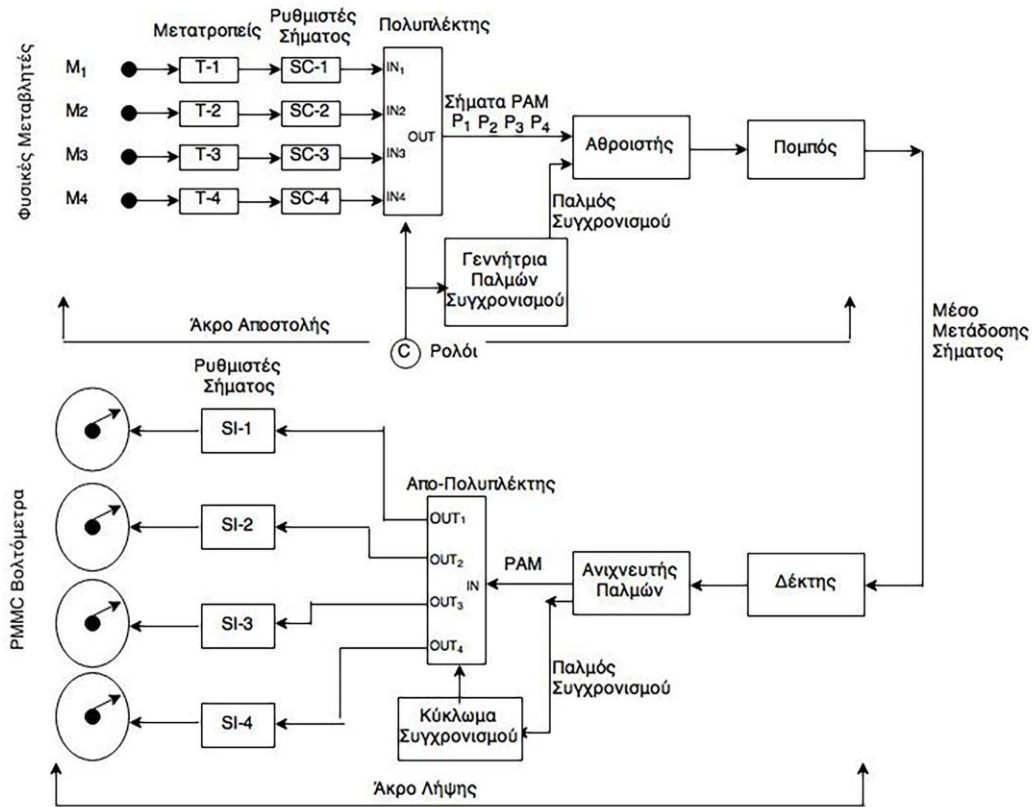 Μετατροπείς
Ρυθμιστές
Σήματος
Πολυπλέκτης
Φυσικές Μεταβλητές
M1
T-1
SC-1
IN1
M2
T-2
SC-2
IN2
M3
T-3
SC-3
IN3
M4
T-4
SC-4
IN4
OUT
Σήματα PAM
P1 P2 P3 P4
Αθροιστής
Πομπός
Παλμός
Συγχρονισμού
Γεννήτρια
Παλμών
Συγχρονισμού
Άκρο Αποστολής
C
Ρολόι
Μέσο
Μετάδοσης
Σήματος
Ρυθμιστές
Σήματος
PMMC Βολτόμετρα
SI-1
SI-2
SI-3
SI-4
Απο-Πολυπλέκτης
OUT1
OUT2
IN
OUT3
OUT4
PAM
Ανιχνευτής
Παλμών
Δέκτης
Παλμός
Συγχρονισμού
Κύκλωμα
Συγχρονισμού
Άκρο Λήψης